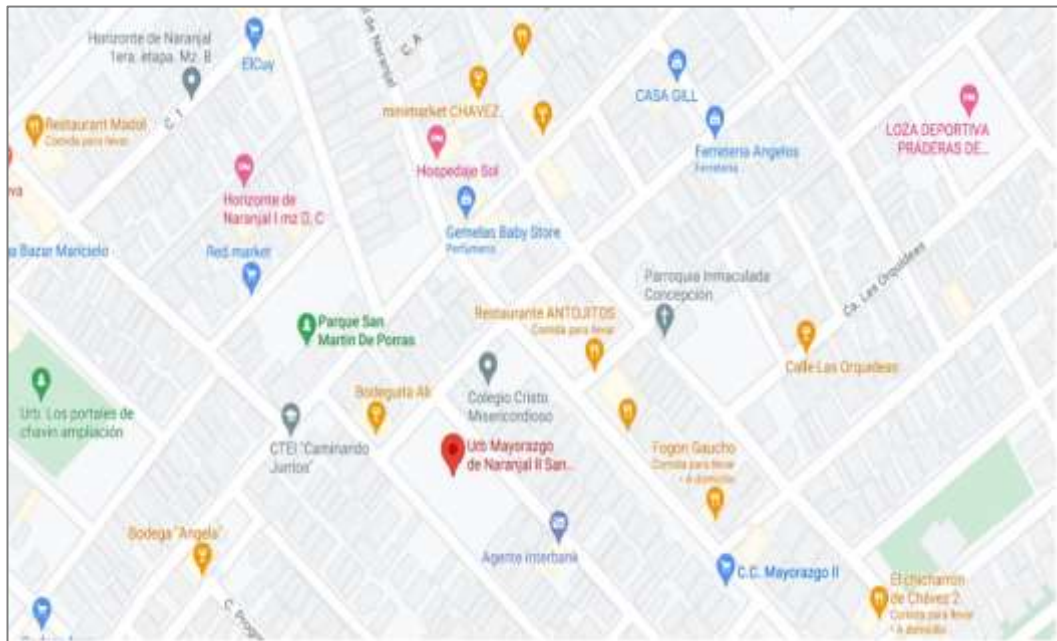 Horizonte de Naranjal
1era. etapa. Mz. B
ElCuy
de Naranjal
minimarket CHAVEZ
CASA GILL
C. 1
Restaurant Madol
Comida para llevar
LOZA DEPORTIVA
PRADERAS DE...
Ferreteria Angelos
Ferreteria
Hospedaje Sol
Horizonte de
Naranjal I mz D, C
Gemelas Baby Store
Perfumeria
Bazar Maricielo
Red market
Parroquia Inmaculada
Concepción
Ca. Las Orquideas
Restaurante ANTOJITOS
Comida para llevar
Parque San
Martin De Porras
Calle Las Orquideas
Bodeguita Ali
Colegio Cristo
Misericordioso
Urb. Los portales de
chavin ampliación
CTEI "Caminando
Juntos"
Urb Mayorazgo
de Naranjal II San...
Fogon Gaucho
Comida para llevar
A domicilio
Bodega "Angela"
Agente interbank
C.C. Mayorazgo II
El chicharron
de Chávez 2
Comida para llevar
A domicilio